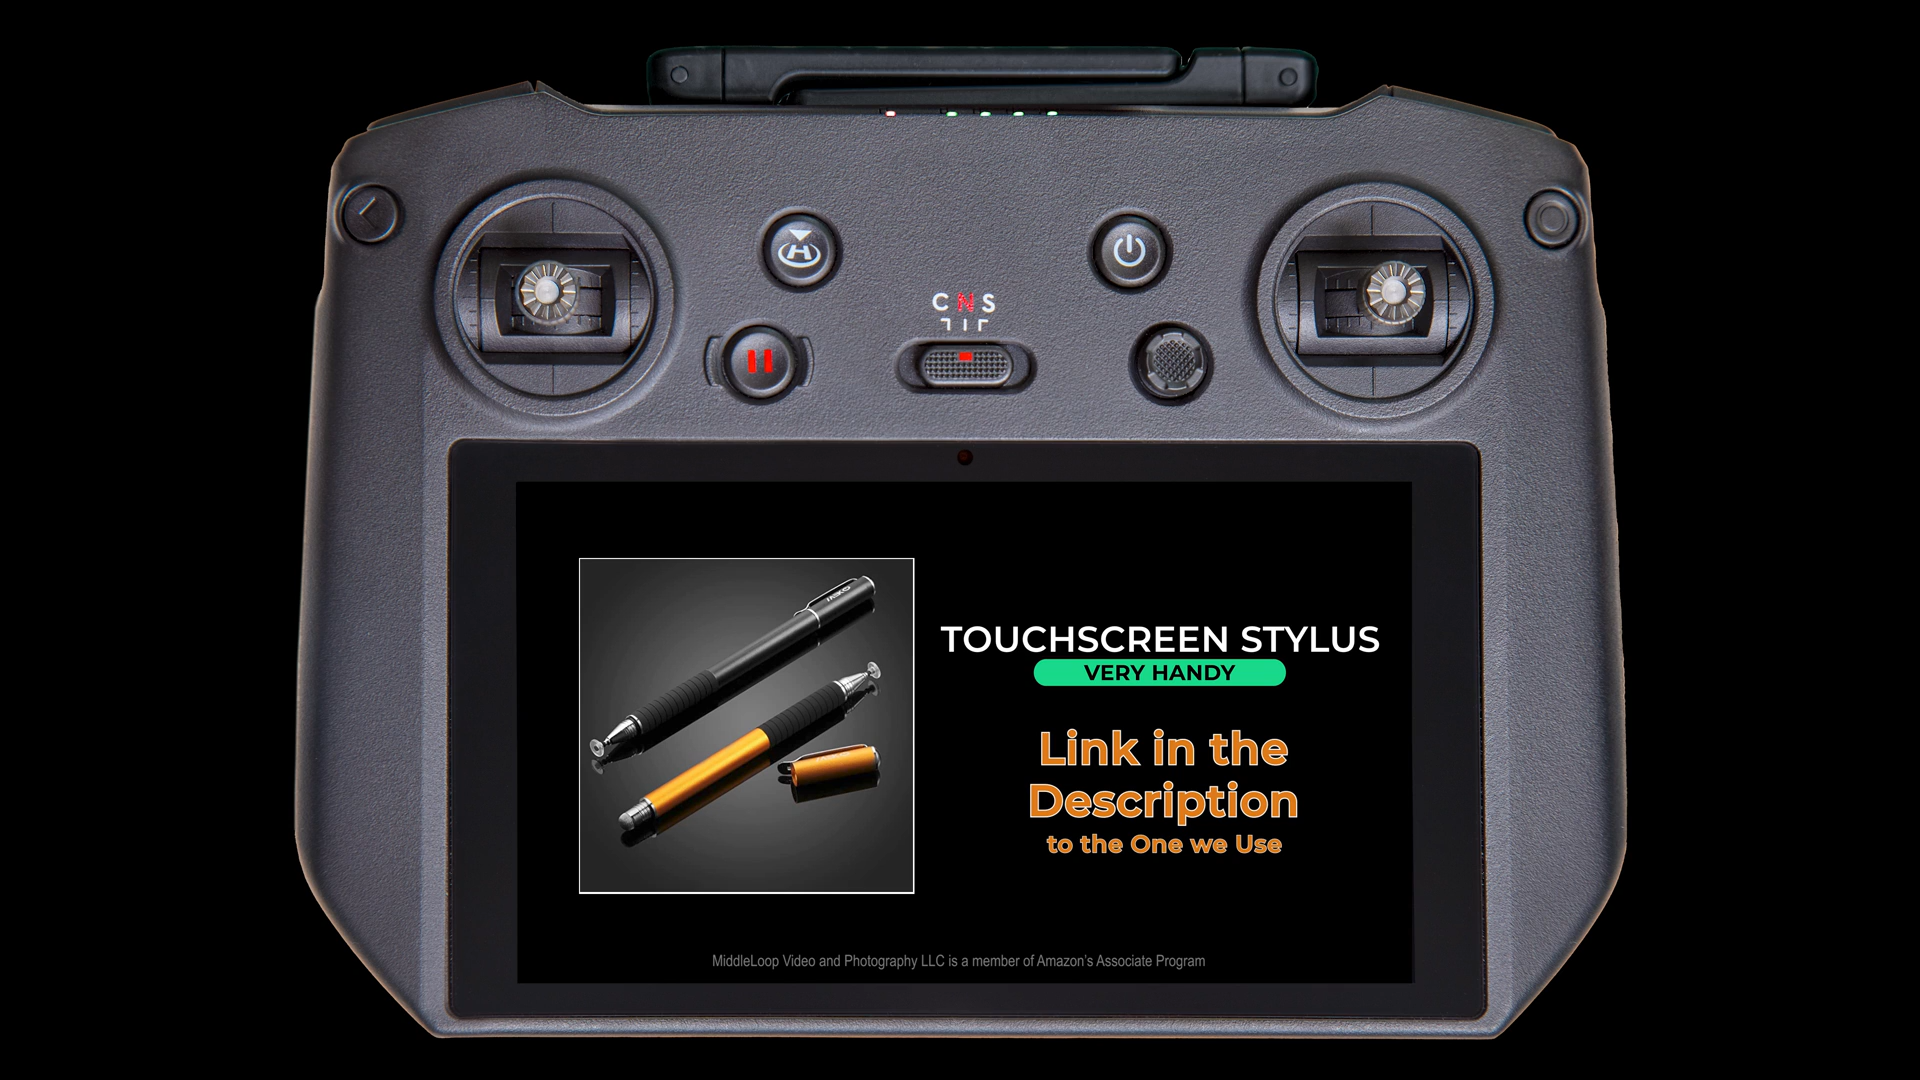 H
C N S
TOUCHSCREEN STYLUS
VERY HANDY
Link in the
Description
to the One we Use
MiddleLoop Video and Photography LLC is a member of Amazon's Associate Program